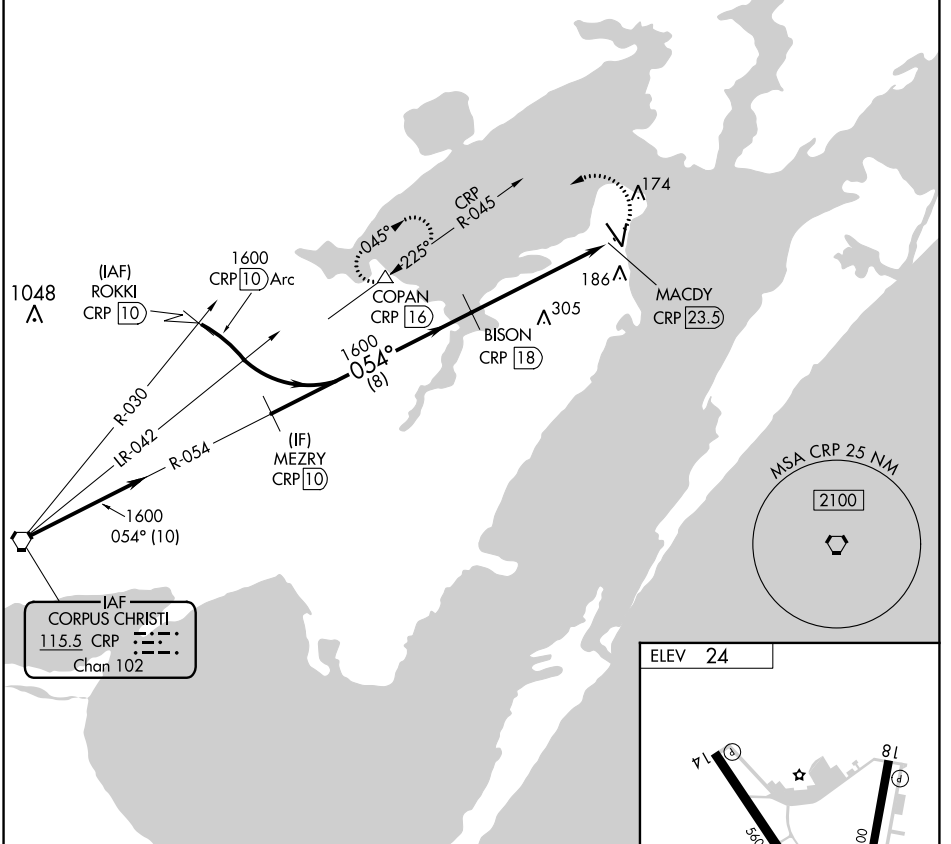 1048
(IAF)
ROKKI
CRP 10
1600
CRP 10 Arc
045°
225°
CRP
R-045
174
COPAN
CRP 16
186
305
MACDY
CRP 23.5
BISON
CRP 18
1600
054°
(8)
R-030
LR-042
R-054
(IF)
MEZRY
CRP 10
1600
054° (10)
IAF
CORPUS CHRISTI
115.5 CRP
Chan 102
MSA CRP 25 NM
2100
ELEV 24
14
P
18
P
560
00